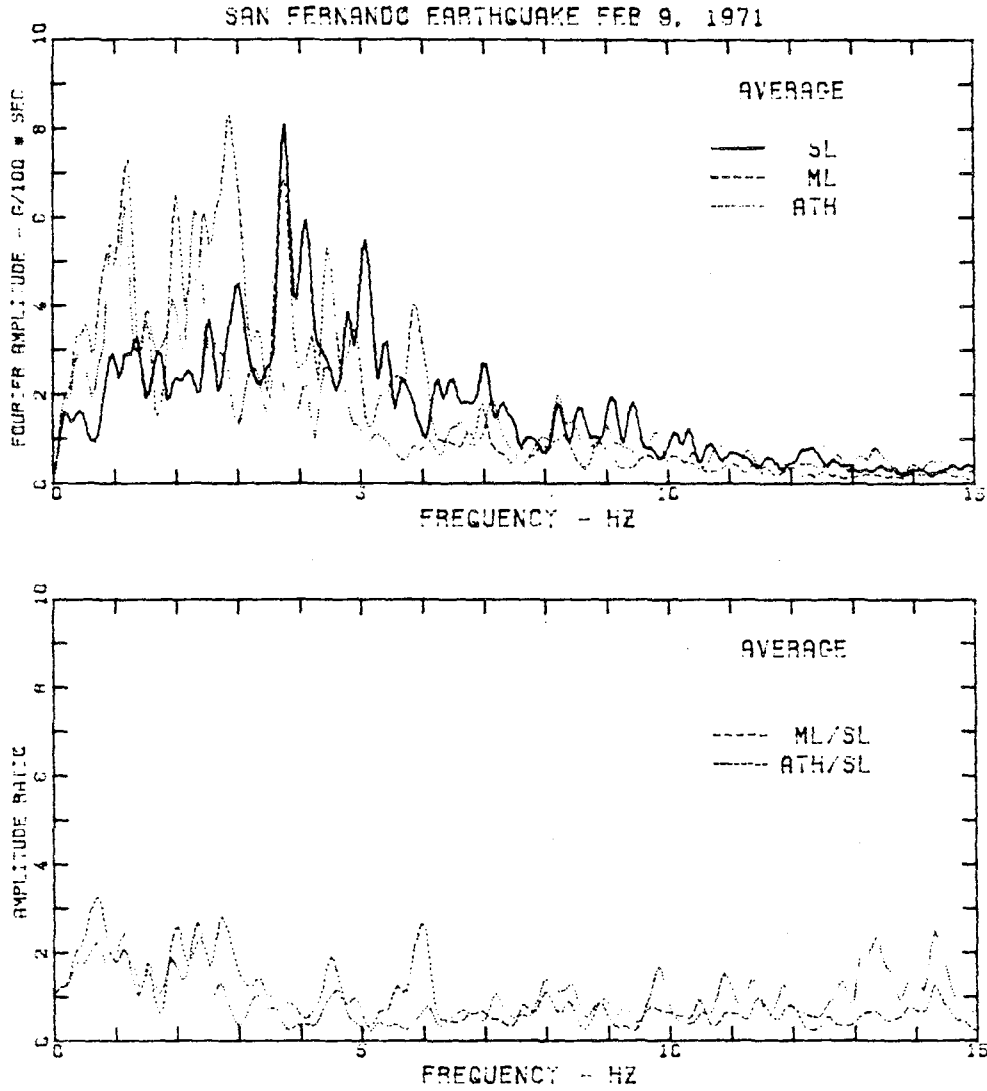 SAN FERNANDO EARTHQUAKE FEB 9, 1971
10
8
6
4
2
0
FOURIER AMPLITUDE - G/100 * SEC
AVERAGE
SL
ML
ATH
0
5
10
15
FREQUENCY - HZ
10
8
6
4
2
0
AMPLITUDE RATIO
AVERAGE
ML/SL
ATH/SL
0
5
10
15
FREQUENCY - HZ